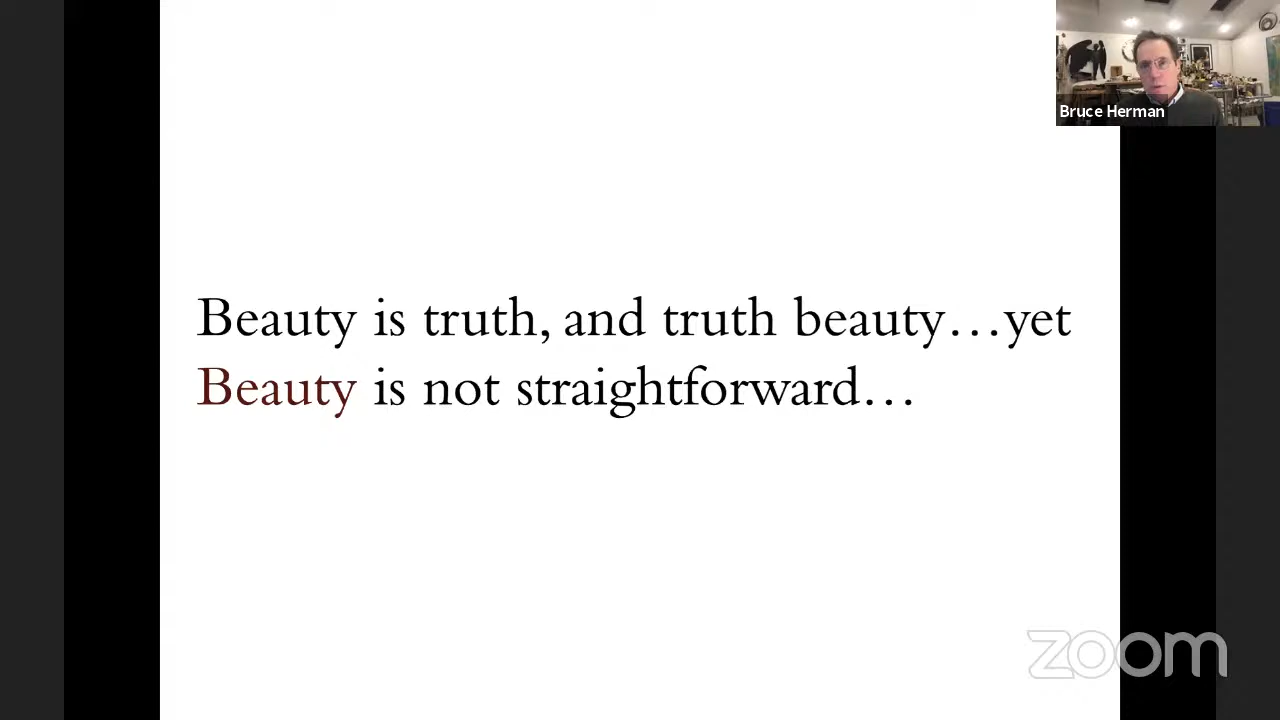 Bruce Herman
Beauty is truth, and truth beauty…yet
Beauty is not straightforward…
zoom